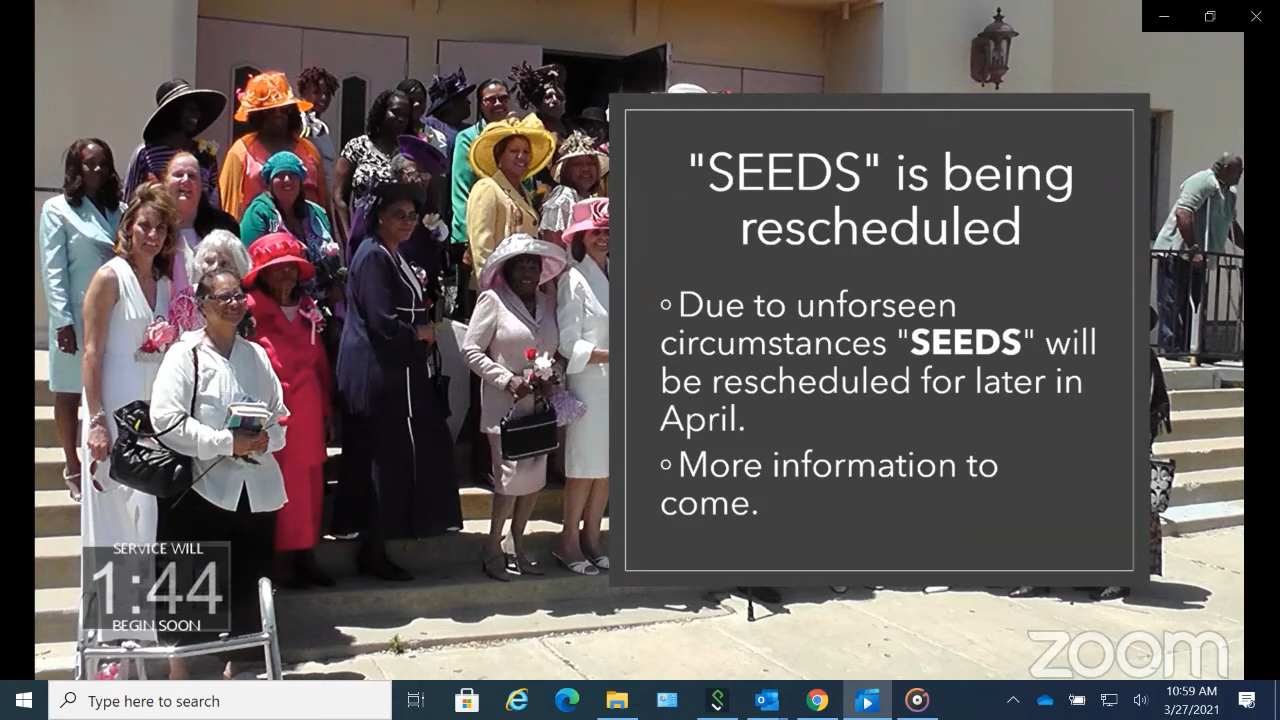 "SEEDS" is being
rescheduled
Due to unforseen
circumstances "SEEDS" will
be rescheduled for later in
April.
More information to
come.
SERVICE WILL
1:44
BEGIN SOON
zoom
Type here to search
10:59 AM
3/27/2021